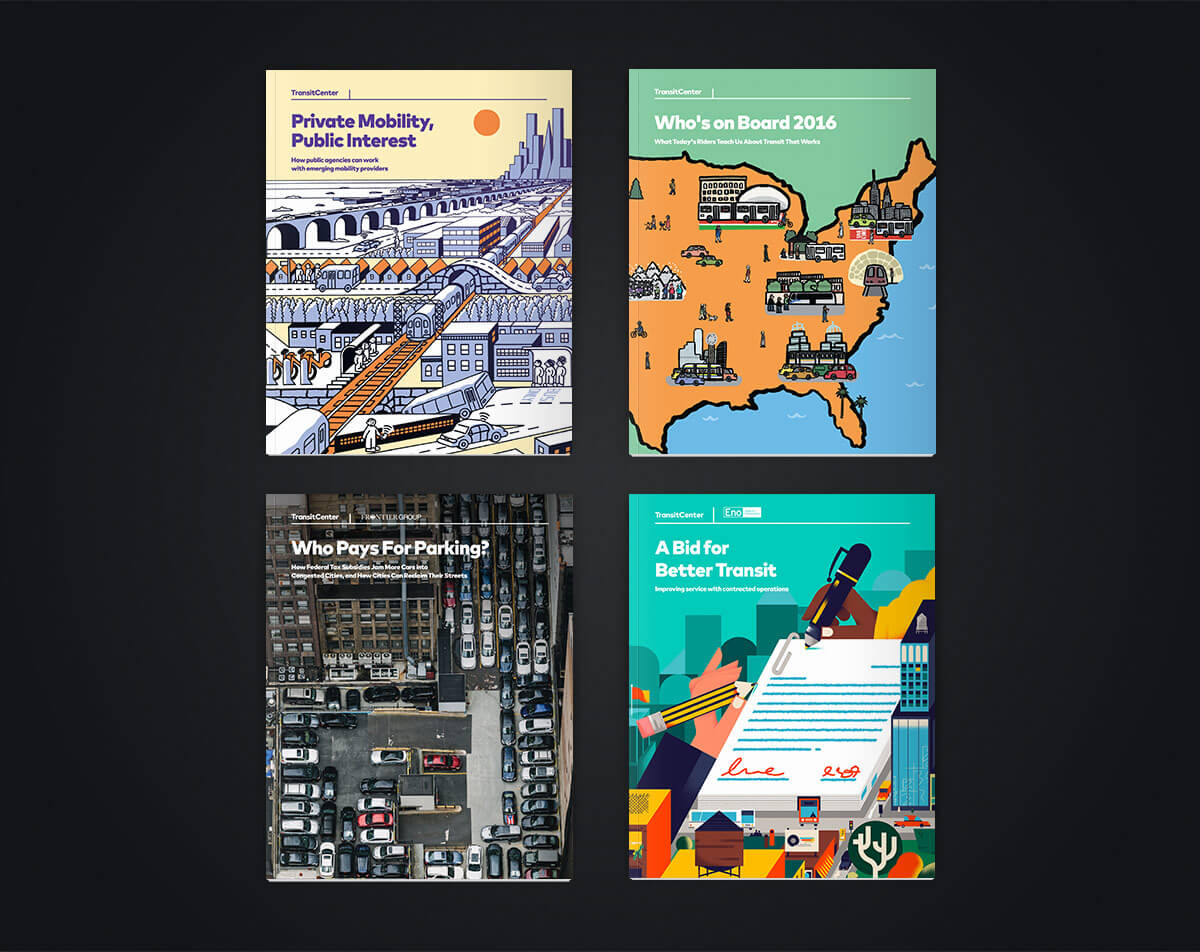 TransitCenter
Private Mobility,
Public Interest
How public agencies can work
with emerging mobility providers
TransitCenter
Who's on Board 2016
What Today's Riders Teach Us About Transit That Works
TransitCenter
FRONTIER GROUP
Who Pays For Parking?
How Federal Tax Subsidies Jam More Cars into
Congested Cities, and How Cities Can Reclaim Their Streets
TransitCenter
Eno
A Bid for
Better Transit
Improving service with contracted operations